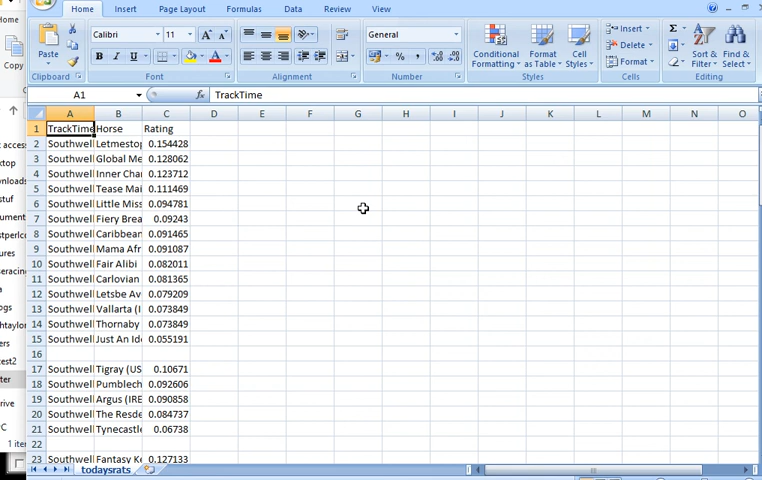 Home Insert Page Layout Formulas Data Review View
Copy
Paste
Calibri 11
B I U
General
% ,
Conditional Formatting
Format as Table
Cell Styles
Insert
Delete
Format
Sort & Filter
Find & Select
Clipboard Font Alignment Number Styles Cells Editing
A1 TrackTime
A B C D E F G H I J K L M N O
1 TrackTime Horse Rating
2 Southwell Letmestop 0.154428
3 Southwell Global Me 0.128062
4 Southwell Inner Char 0.123712
5 Southwell Tease Mai 0.111469
6 Southwell Little Miss 0.094781
7 Southwell Fiery Brea 0.09243
8 Southwell Caribbean 0.091465
9 Southwell Mama Afr 0.091087
10 Southwell Fair Alibi 0.082011
11 Southwell Carlovian 0.081365
12 Southwell Letsbe Av 0.079209
13 Southwell Vallarta (I 0.073849
14 Southwell Thornaby 0.073849
15 Southwell Just An Ide 0.055191
16
17 Southwell Tigray (US 0.10671
18 Southwell Pumblech 0.092606
19 Southwell Argus (IRE 0.090858
20 Southwell The Resde 0.084737
21 Southwell Tynecastle 0.06738
22
23 Southwell Fantasy Ke 0.127133
todaysrats
1 iter